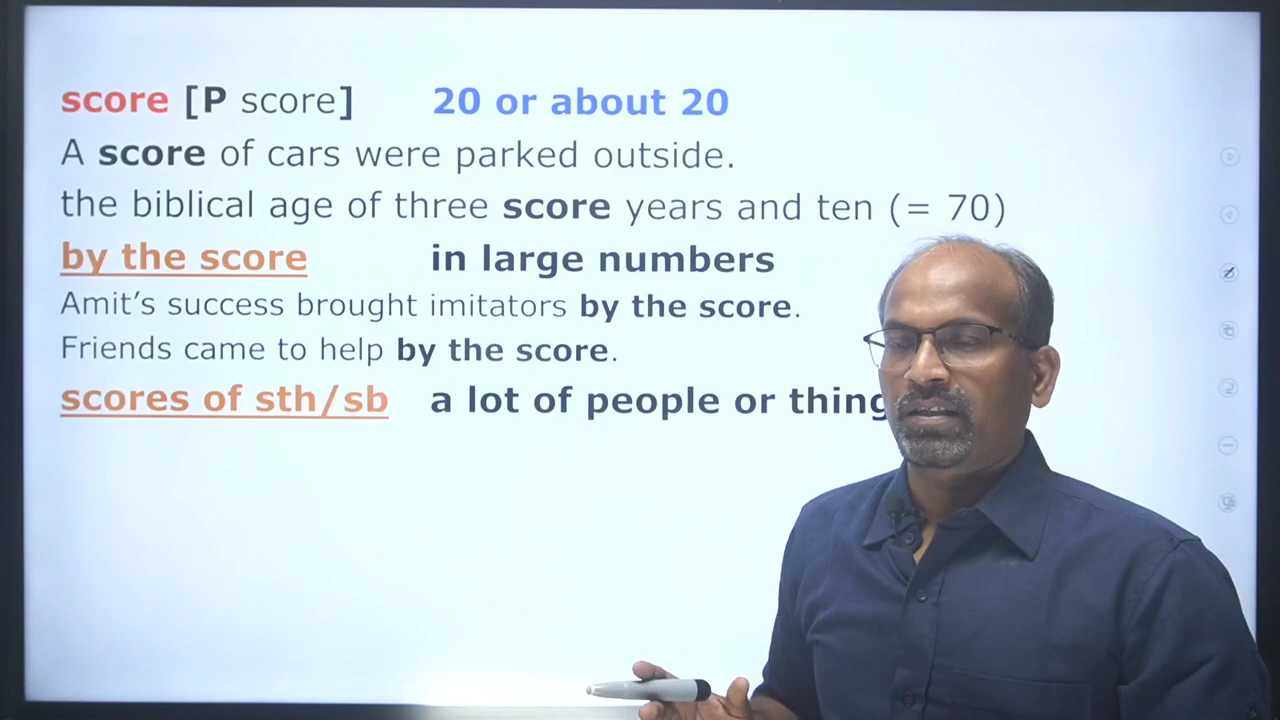 score [P score] 20 or about 20
A score of cars were parked outside.
the biblical age of three score years and ten (= 70)
by the score in large numbers
Amit’s success brought imitators by the score.
Friends came to help by the score.
scores of sth/sb a lot of people or thing